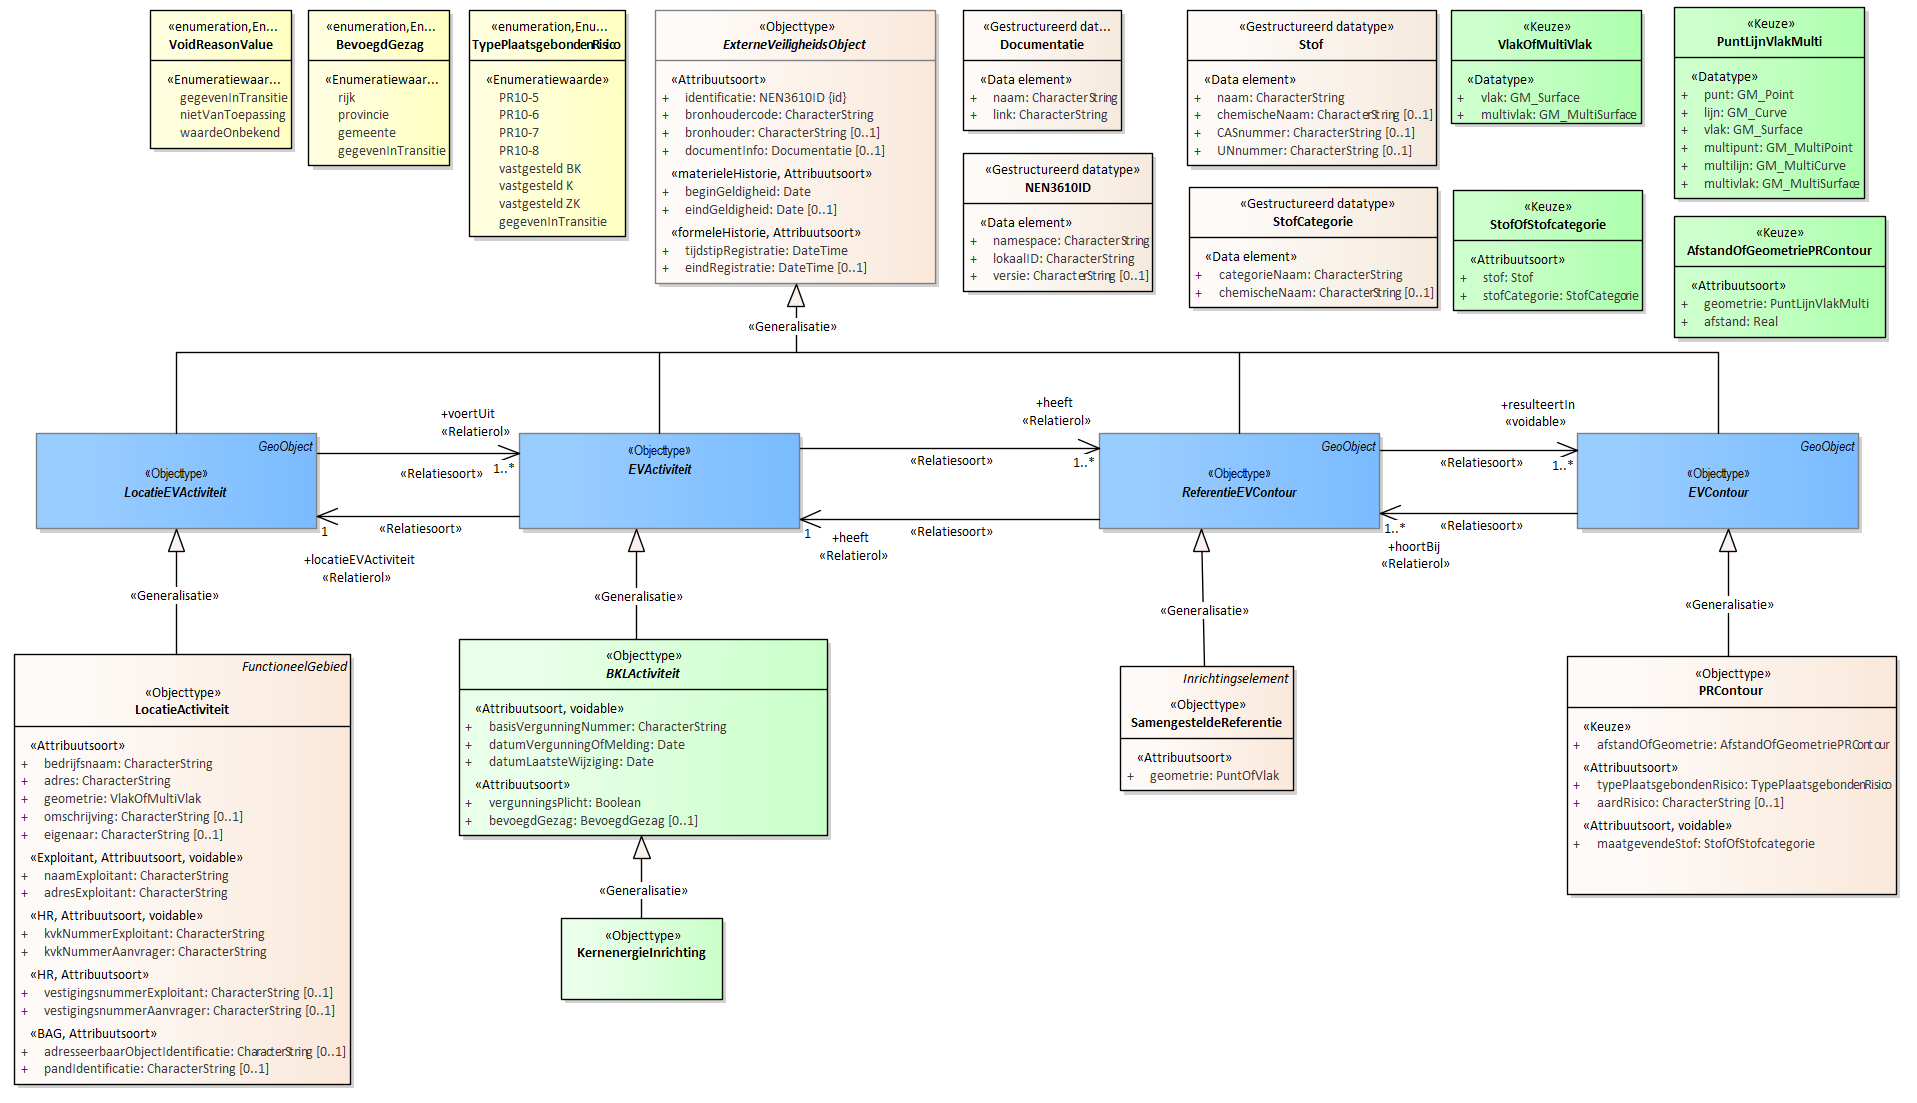 «enumeration,En...
VoidReasonValue
«Enumeratiewaar...
gegevenInTransitie
nietVanToepassing
waardeOnbekend
«enumeration,En...
BevoegdGezag
«Enumeratiewaar...
rijk
provincie
gemeente
gegevenInTransitie
«enumeration,Enu...
TypePlaatsgebondenRisico
«Enumeratiewaarde»
PR10-5
PR10-6
PR10-7
PR10-8
vastgesteld BK
vastgesteld K
vastgesteld ZK
gegevenInTransitie
«Objecttype»
ExterneVeiligheidsObject
«Attribuutsoort»
+ identificatie: NEN3610ID {id}
+ bronhoudercode: CharacterString
+ bronhouder: CharacterString [0..1]
+ documentInfo: Documentatie [0..1]
«materieleHistorie, Attribuutsoort»
+ beginGeldigheid: Date
+ eindGeldigheid: Date [0..1]
«formeleHistorie, Attribuutsoort»
+ tijdstipRegistratie: DateTime
+ eindRegistratie: DateTime [0..1]
«Gestructureerd dat...
Documentatie
«Data element»
+ naam: CharacterString
+ link: CharacterString
«Gestructureerd datatype»
NEN3610ID
«Data element»
+ namespace: CharacterString
+ lokaalID: CharacterString
+ versie: CharacterString [0..1]
«Gestructureerd datatype»
Stof
«Data element»
+ naam: CharacterString
+ chemischeNaam: CharacterString [0..1]
+ CASnummer: CharacterString [0..1]
+ UNnummer: CharacterString [0..1]
«Gestructureerd datatype»
StofCategorie
«Data element»
+ categorieNaam: CharacterString
+ chemischeNaam: CharacterString [0..1]
«Keuze»
VlakOfMultiVlak
«Datatype»
+ vlak: GM_Surface
+ multivlak: GM_MultiSurface
«Keuze»
StofOfStofcategorie
«Attribuutsoort»
+ stof: Stof
+ stofCategorie: StofCategorie
«Keuze»
PuntLijnVlakMulti
«Datatype»
+ punt: GM_Point
+ lijn: GM_Curve
+ vlak: GM_Surface
+ multipunt: GM_MultiPoint
+ multilijn: GM_MultiCurve
+ multivlak: GM_MultiSurface
«Keuze»
AfstandOfGeometriePRContour
«Attribuutsoort»
+ geometrie: PuntLijnVlakMulti
+ afstand: Real
«Generalisatie»
GeoObject
«Objecttype»
LocatieEVActiviteit
+voertUit
«Relatierol»
«Relatiesoort»
1..*
«Relatiesoort»
1
+locatieEVActiviteit
«Relatierol»
«Objecttype»
EVActiviteit
+heeft
«Relatierol»
«Relatiesoort»
1..*
«Relatiesoort»
1
+heeft
«Relatierol»
GeoObject
«Objecttype»
ReferentieEVContour
+resulteertIn
«voidable»
«Relatiesoort»
1..*
«Relatiesoort»
1..*
+hoortBij
«Relatierol»
GeoObject
«Objecttype»
EVContour
«Generalisatie»
«Generalisatie»
«Generalisatie»
«Generalisatie»
FunctioneelGebied
«Objecttype»
LocatieActiviteit
«Attribuutsoort»
+ bedrijfsnaam: CharacterString
+ adres: CharacterString
+ geometrie: VlakOfMultiVlak
+ omschrijving: CharacterString [0..1]
+ eigenaar: CharacterString [0..1]
«Exploitant, Attribuutsoort, voidable»
+ naamExploitant: CharacterString
+ adresExploitant: CharacterString
«HR, Attribuutsoort, voidable»
+ kvkNummerExploitant: CharacterString
+ kvkNummerAanvrager: CharacterString
«HR, Attribuutsoort»
+ vestigingsnummerExploitant: CharacterString [0..1]
+ vestigingsnummerAanvrager: CharacterString [0..1]
«BAG, Attribuutsoort»
+ adresseerbaarObjectIdentificatie: CharacterString [0..1]
+ pandIdentificatie: CharacterString [0..1]
«Objecttype»
BKLActiviteit
«Attribuutsoort, voidable»
+ basisVergunningNummer: CharacterString
+ datumVergunningOfMelding: Date
+ datumLaatsteWijziging: Date
«Attribuutsoort»
+ vergunningsPlicht: Boolean
+ bevoegdGezag: BevoegdGezag [0..1]
«Generalisatie»
«Objecttype»
KernenergieInrichting
Inrichtingselement
«Objecttype»
SamengesteldeReferentie
«Attribuutsoort»
+ geometrie: PuntOfVlak
«Objecttype»
PRContour
«Keuze»
+ afstandOfGeometrie: AfstandOfGeometriePRContour
«Attribuutsoort»
+ typePlaatsgebondenRisico: TypePlaatsgebondenRisico
+ aardRisico: CharacterString [0..1]
«Attribuutsoort, voidable»
+ maatgevendeStof: StofOfStofcategorie